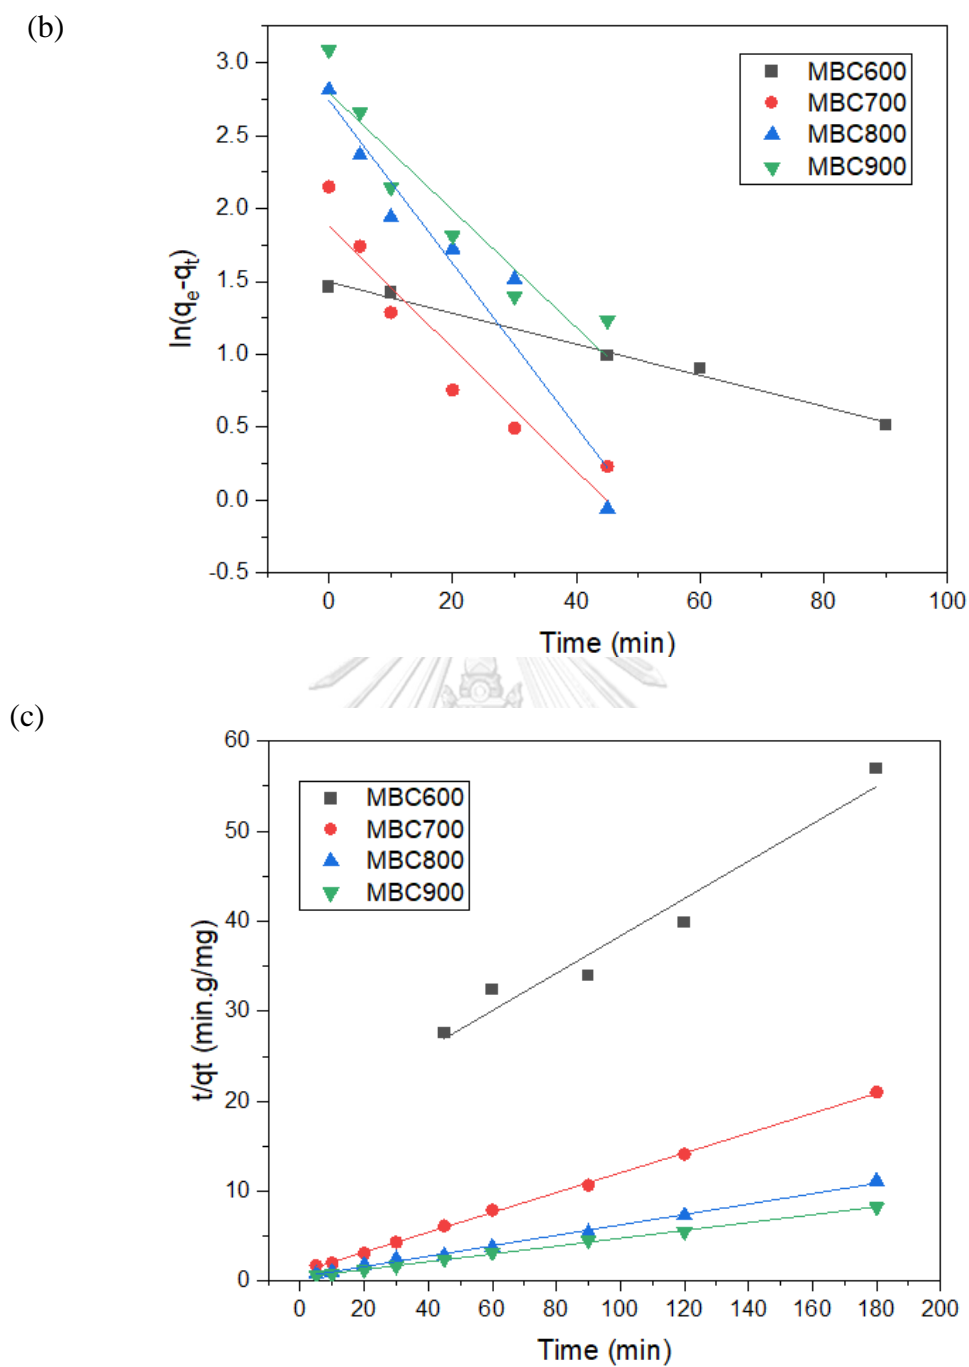 (b)
3.0
2.5
2.0
1.5
1.0
0.5
0.0
-0.5
ln(qₑ-qₜ)
MBC600
MBC700
MBC800
MBC900
0 20 40 60 80 100
Time (min)
(c)
60
50
40
30
20
10
0
t/qt (min.g/mg)
MBC600
MBC700
MBC800
MBC900
0 20 40 60 80 100 120 140 160 180 200
Time (min)